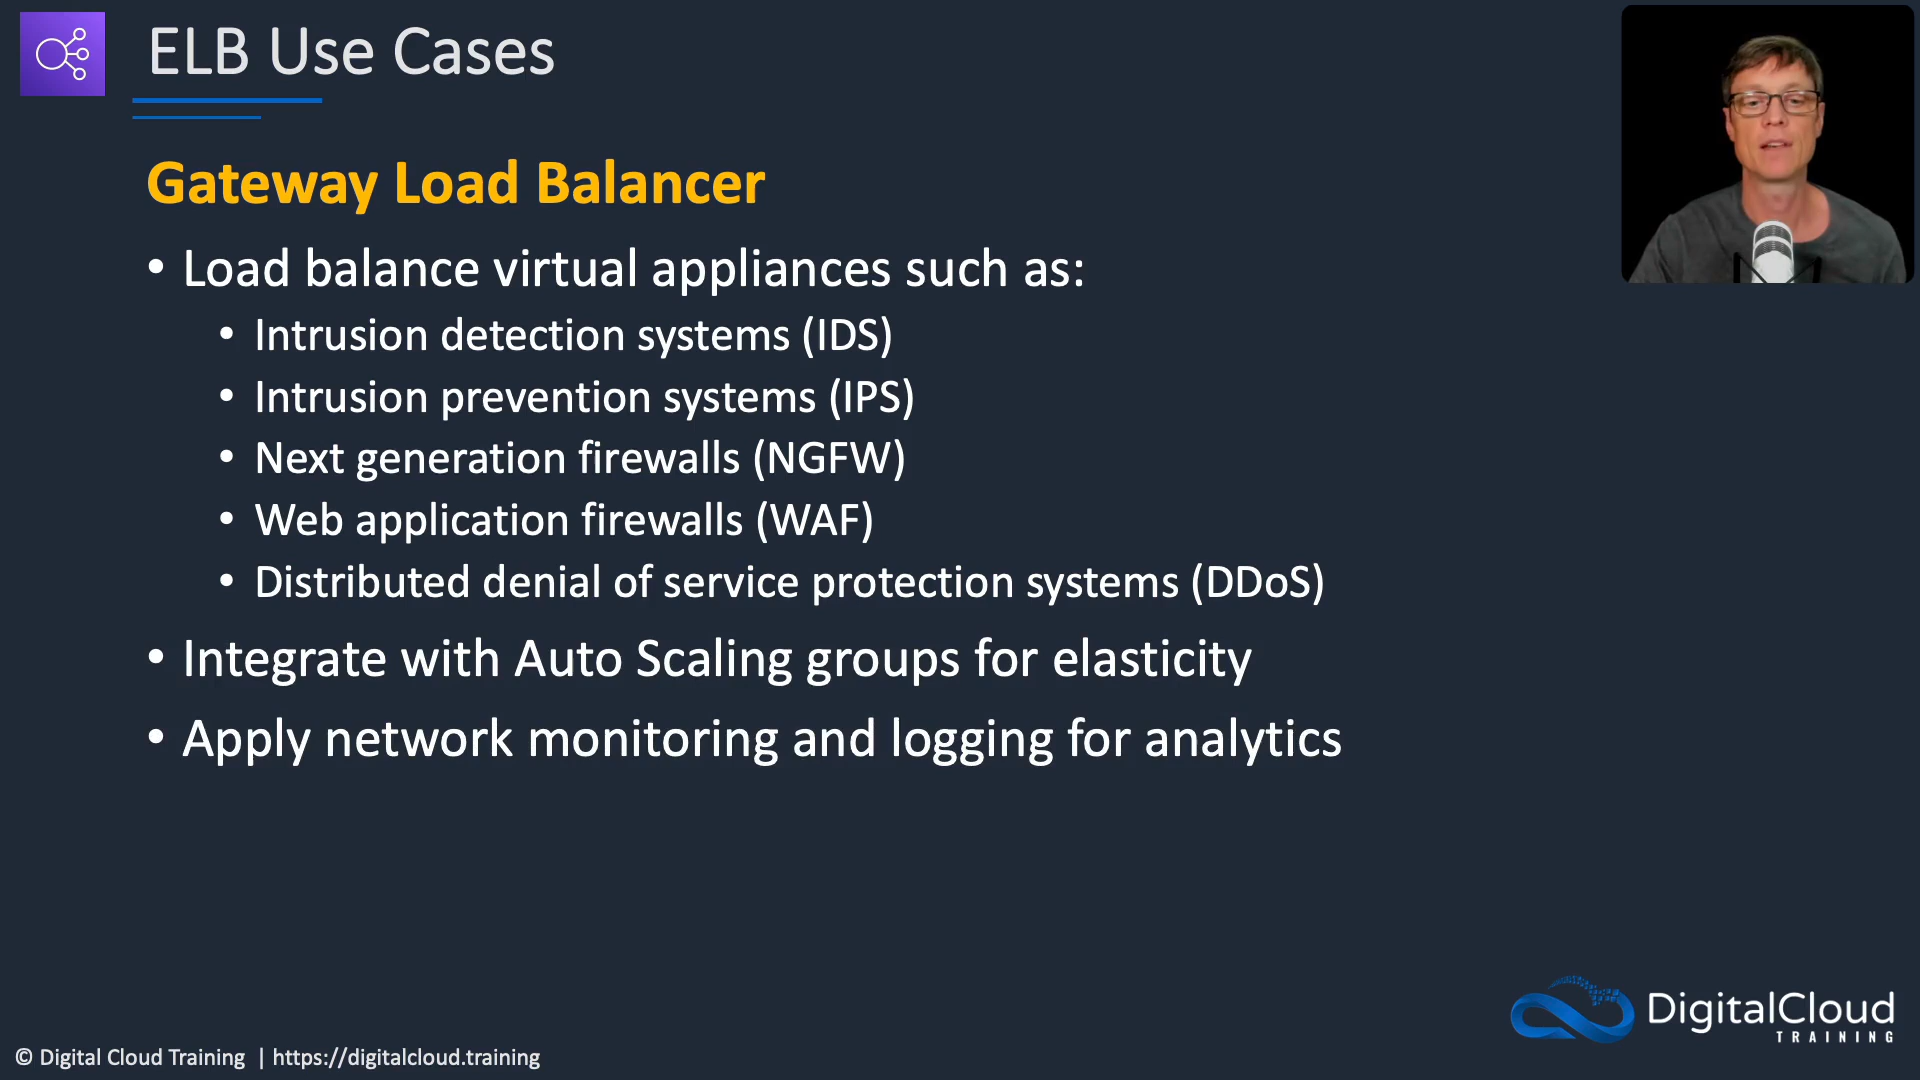 ELB Use Cases
Gateway Load Balancer
• Load balance virtual appliances such as:
• Intrusion detection systems (IDS)
• Intrusion prevention systems (IPS)
• Next generation firewalls (NGFW)
• Web application firewalls (WAF)
• Distributed denial of service protection systems (DDoS)
• Integrate with Auto Scaling groups for elasticity
• Apply network monitoring and logging for analytics
DigitalCloud
TRAINING
© Digital Cloud Training | https://digitalcloud.training